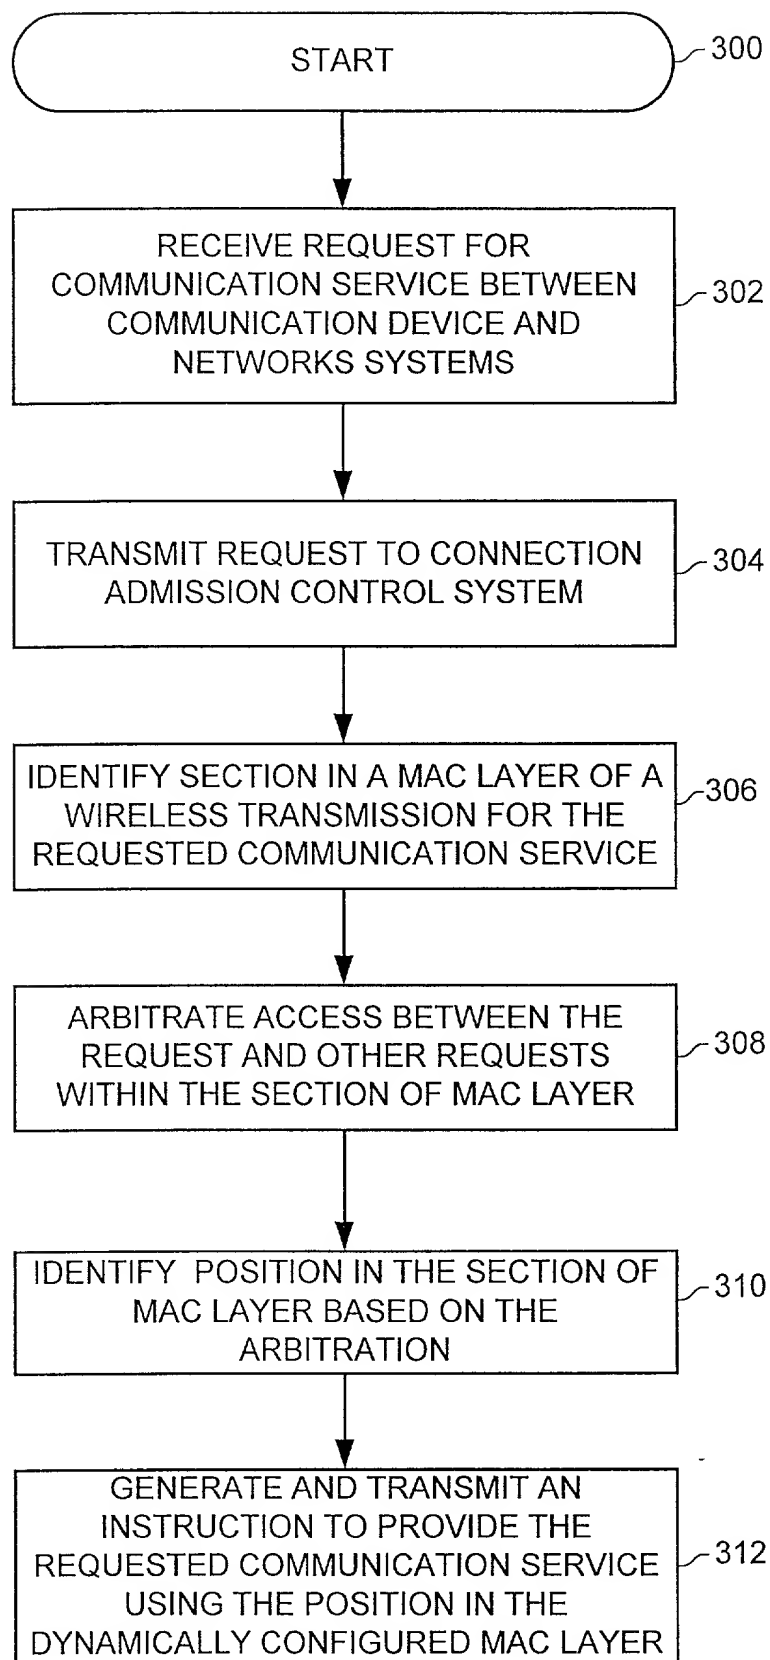 START
300
RECEIVE REQUEST FOR
COMMUNICATION SERVICE BETWEEN
COMMUNICATION DEVICE AND
NETWORKS SYSTEMS
302
TRANSMIT REQUEST TO CONNECTION
ADMISSION CONTROL SYSTEM
304
IDENTIFY SECTION IN A MAC LAYER OF A
WIRELESS TRANSMISSION FOR THE
REQUESTED COMMUNICATION SERVICE
306
ARBITRATE ACCESS BETWEEN THE
REQUEST AND OTHER REQUESTS
WITHIN THE SECTION OF MAC LAYER
308
IDENTIFY POSITION IN THE SECTION OF
MAC LAYER BASED ON THE
ARBITRATION
310
GENERATE AND TRANSMIT AN
INSTRUCTION TO PROVIDE THE
REQUESTED COMMUNICATION SERVICE
USING THE POSITION IN THE
DYNAMICALLY CONFIGURED MAC LAYER
312